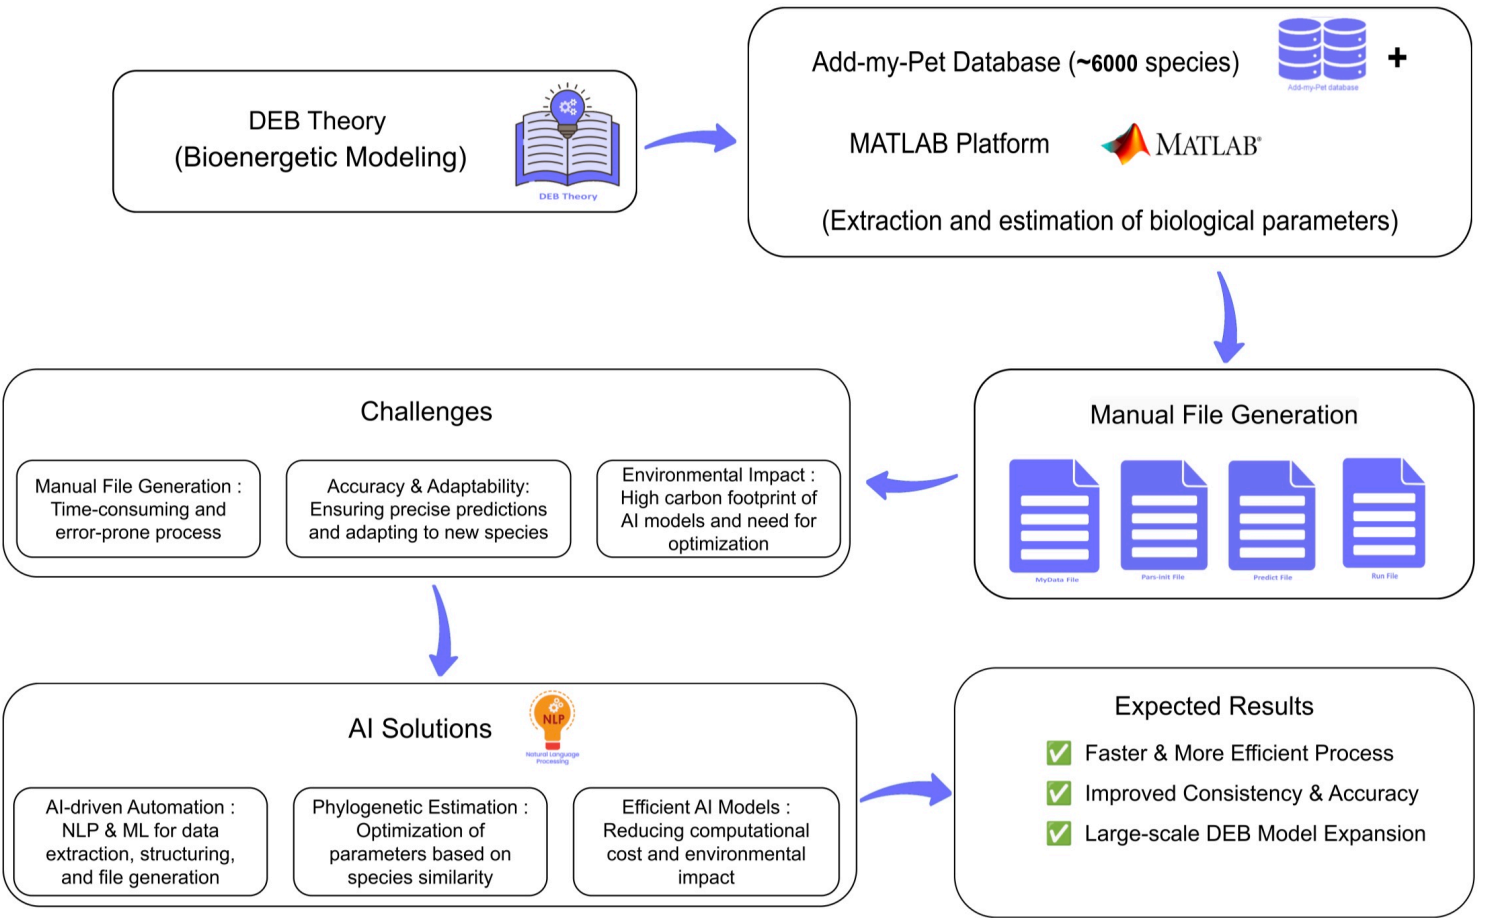 DEB Theory
(Bioenergetic Modeling)
DEB Theory
Add-my-Pet Database (~6000 species)
Add-my-Pet database
+
MATLAB Platform
MATLAB®
(Extraction and estimation of biological parameters)
Manual File Generation
MyData File
Pars-init File
Predict File
Run File
Challenges
Manual File Generation :
Time-consuming and
error-prone process
Accuracy & Adaptability:
Ensuring precise predictions
and adapting to new species
Environmental Impact :
High carbon footprint of
AI models and need for
optimization
AI Solutions
NLP
Natural Language
Processing
AI-driven Automation :
NLP & ML for data
extraction, structuring,
and file generation
Phylogenetic Estimation :
Optimization of
parameters based on
species similarity
Efficient AI Models :
Reducing computational
cost and environmental
impact
Expected Results
✅ Faster & More Efficient Process
✅ Improved Consistency & Accuracy
✅ Large-scale DEB Model Expansion